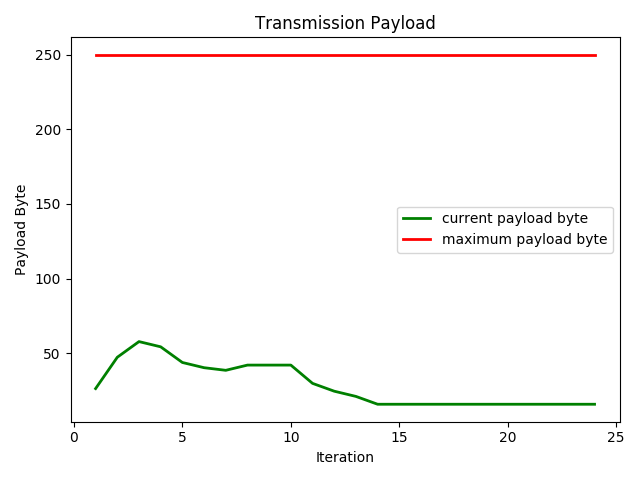 Transmission Payload
250
200
150
100
50
Payload Byte
current payload byte
maximum payload byte
0 5 10 15 20 25
Iteration